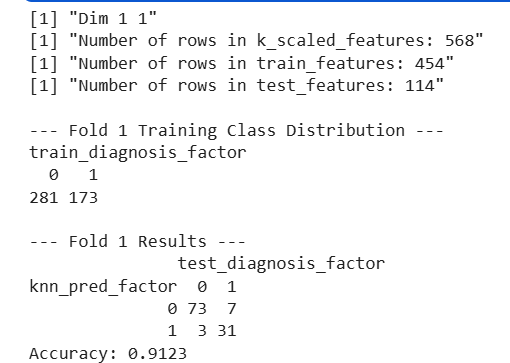 [1] "Dim 1 1"
[1] "Number of rows in k_scaled_features: 568"
[1] "Number of rows in train_features: 454"
[1] "Number of rows in test_features: 114"
--- Fold 1 Training Class Distribution ---
train_diagnosis_factor
0 1
281 173
--- Fold 1 Results ---
test_diagnosis_factor
knn_pred_factor 0 1
0 73 7
1 3 31
Accuracy: 0.9123